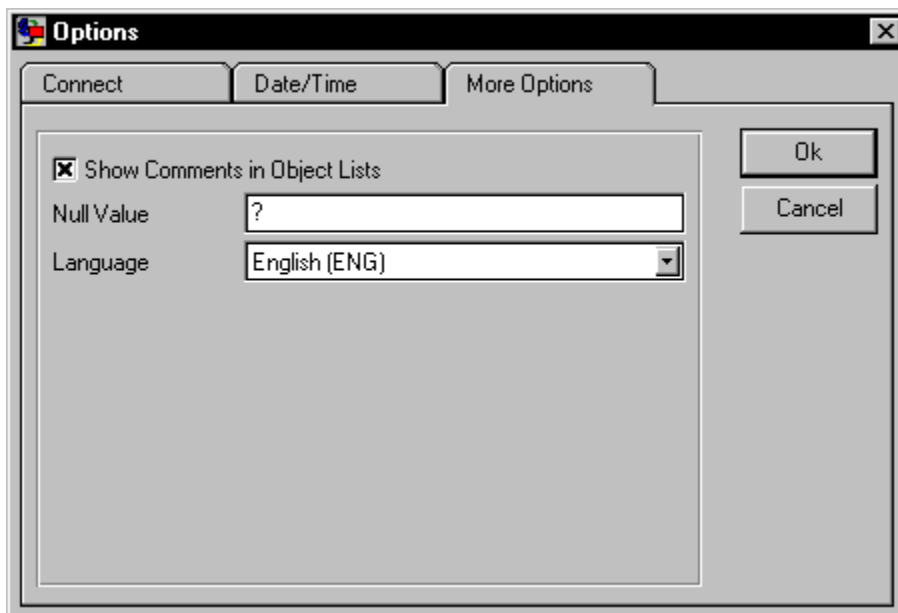 Options
Connect
Date/Time
More Options
Show Comments in Object Lists
Null Value
?
Language
English (ENG)
Ok
Cancel